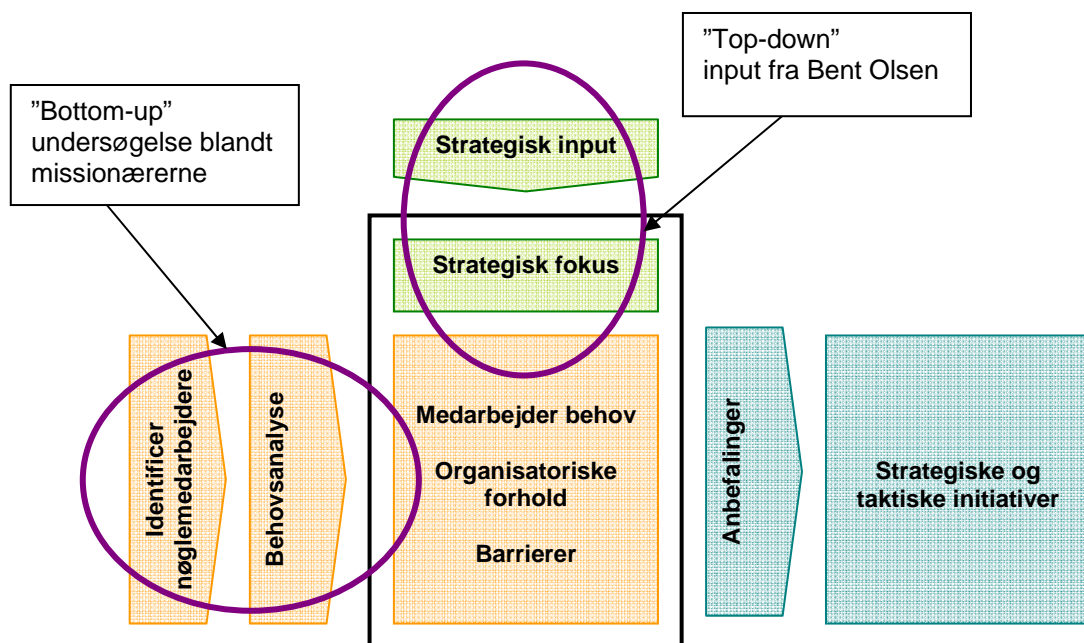 ”Top-down”
input fra Bent Olsen
”Bottom-up”
undersøgelse blandt
missionærerne
Strategisk input
Strategisk fokus
Identificer
nøglemedarbejdere
Behovsanalyse
Medarbejder behov
Organisatoriske
forhold
Barrierer
Anbefalinger
Strategiske og
taktiske initiativer